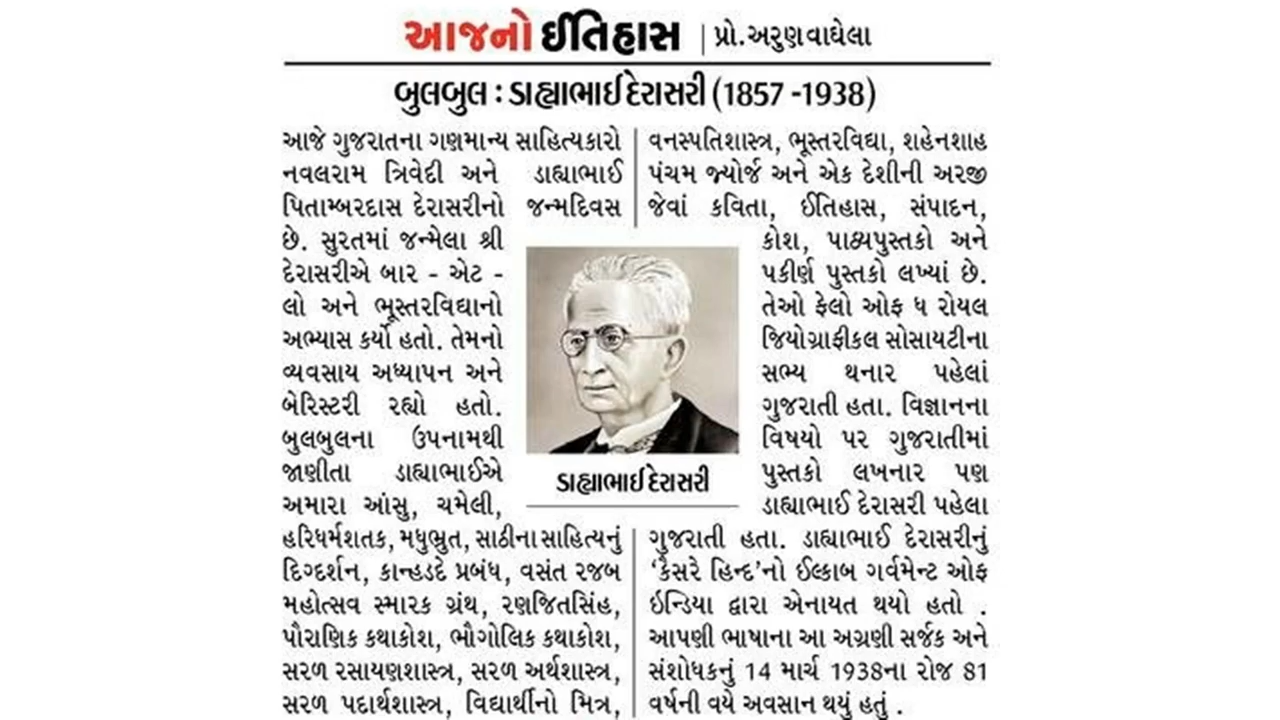 આજનો ઈતિહાસ | પ્રો.અરુણ વાઘેલા
બુલબુલ : ડાહ્યાભાઈ દેરાસરી (1857 -1938)
આજે ગુજરાતના ગણમાન્ય સાહિત્યકારો
નવલરામ ત્રિવેદી અને ડાહ્યાભાઈ
પિતામ્બરદાસ દેરાસરીનો જન્મદિવસ
છે. સુરતમાં જન્મેલા શ્રી
દેરાસરીએ બાર - એટ -
લો અને ભૂસ્તરવિદ્યાનો
અભ્યાસ કર્યો હતો. તેમનો
વ્યવસાય અધ્યાપન અને
બેરિસ્ટરી રહ્યો હતો.
બુલબુલના ઉપનામથી
જાણીતા ડાહ્યાભાઈએ
અમારા આંસુ, ચમેલી,
હરિધર્મશતક, મધુભ્રુત, સાઠીના સાહિત્યનું
દિગ્દર્શન, કાન્હડદે પ્રબંધ, વસંત રજબ
મહોત્સવ સ્મારક ગ્રંથ, રણજિતસિંહ,
પૌરાણિક કથાકોશ, ભૌગોલિક કથાકોશ,
સરળ રસાયણશાસ્ત્ર, સરળ અર્થશાસ્ત્ર,
સરળ પદાર્થશાસ્ત્ર, વિદ્યાર્થીનો મિત્ર,
ડાહ્યાભાઈ દેરાસરી
વનસ્પતિશાસ્ત્ર, ભૂસ્તરવિદ્યા, શહેનશાહ
પંચમ જ્યોર્જ અને એક દેશીની અરજી
જેવાં કવિતા, ઈતિહાસ, સંપાદન,
કોશ, પાઠ્યપુસ્તકો અને
પકીર્ણ પુસ્તકો લખ્યાં છે.
તેઓ ફેલો ઓફ ધ રોયલ
જિયોગ્રાફીકલ સોસાયટીના
સભ્ય થનાર પહેલાં
ગુજરાતી હતા. વિજ્ઞાનના
વિષયો પર ગુજરાતીમાં
પુસ્તકો લખનાર પણ
ડાહ્યાભાઈ દેરાસરી પહેલા
ગુજરાતી હતા. ડાહ્યાભાઈ દેરાસરીનું
‘કૈસરે હિન્દ’નો ઈલ્કાબ ગર્વમેન્ટ ઓફ
ઇન્ડિયા દ્વારા એનાયત થયો હતો .
આપણી ભાષાના આ અગ્રણી સર્જક અને
સંશોધકનું 14 માર્ચ 1938ના રોજ 81
વર્ષની વયે અવસાન થયું હતું .